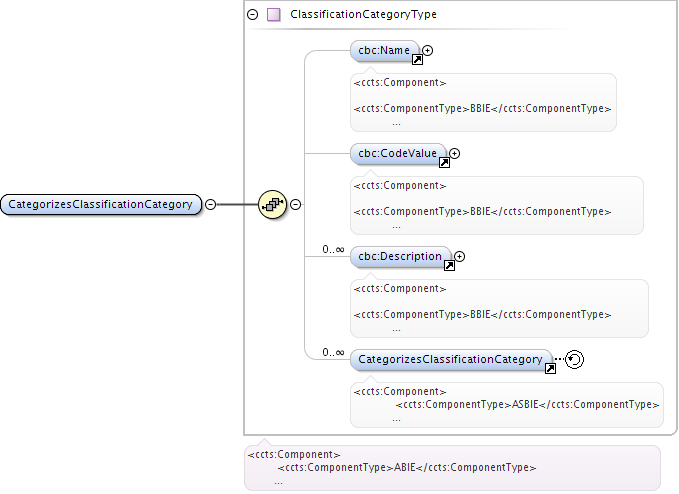 ClassificationCategoryType
cbc:Name
<ccts:Component>
<ccts:ComponentType>BBIE</ccts:ComponentType>
...
cbc:CodeValue
<ccts:Component>
<ccts:ComponentType>BBIE</ccts:ComponentType>
...
CategorizesClassificationCategory
0..∞
cbc:Description
<ccts:Component>
<ccts:ComponentType>BBIE</ccts:ComponentType>
...
0..∞
CategorizesClassificationCategory
<ccts:Component>
<ccts:ComponentType>ASBIE</ccts:ComponentType>
...
<ccts:Component>
<ccts:ComponentType>ABIE</ccts:ComponentType>
...